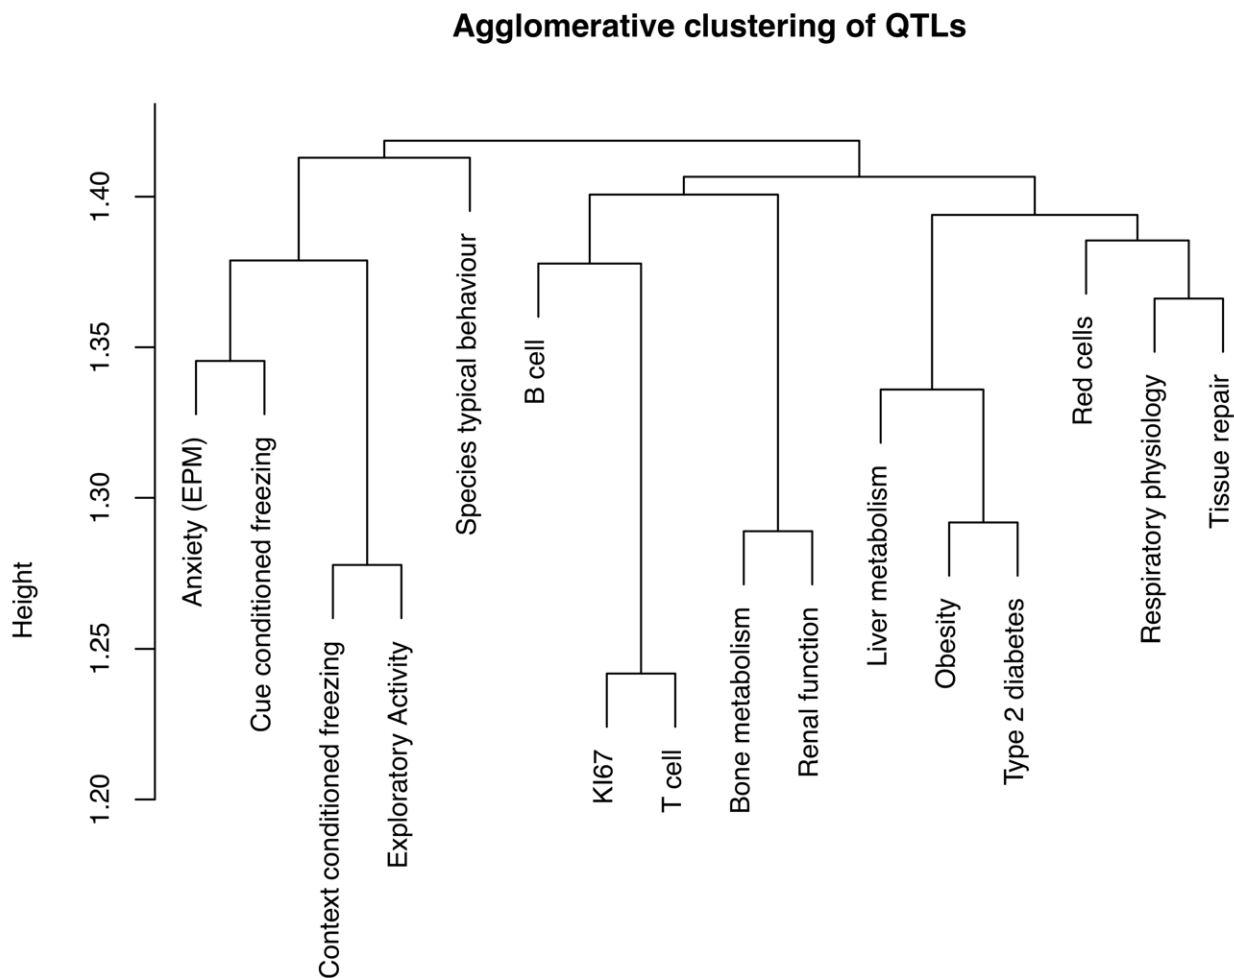 Agglomerative clustering of QTLs
Height
1.40
1.35
1.30
1.25
1.20
Anxiety (EPM)
Cue conditioned freezing
Context conditioned freezing
Exploratory Activity
Species typical behaviour
B cell
KI67
T cell
Bone metabolism
Renal function
Liver metabolism
Obesity
Type 2 diabetes
Red cells
Respiratory physiology
Tissue repair